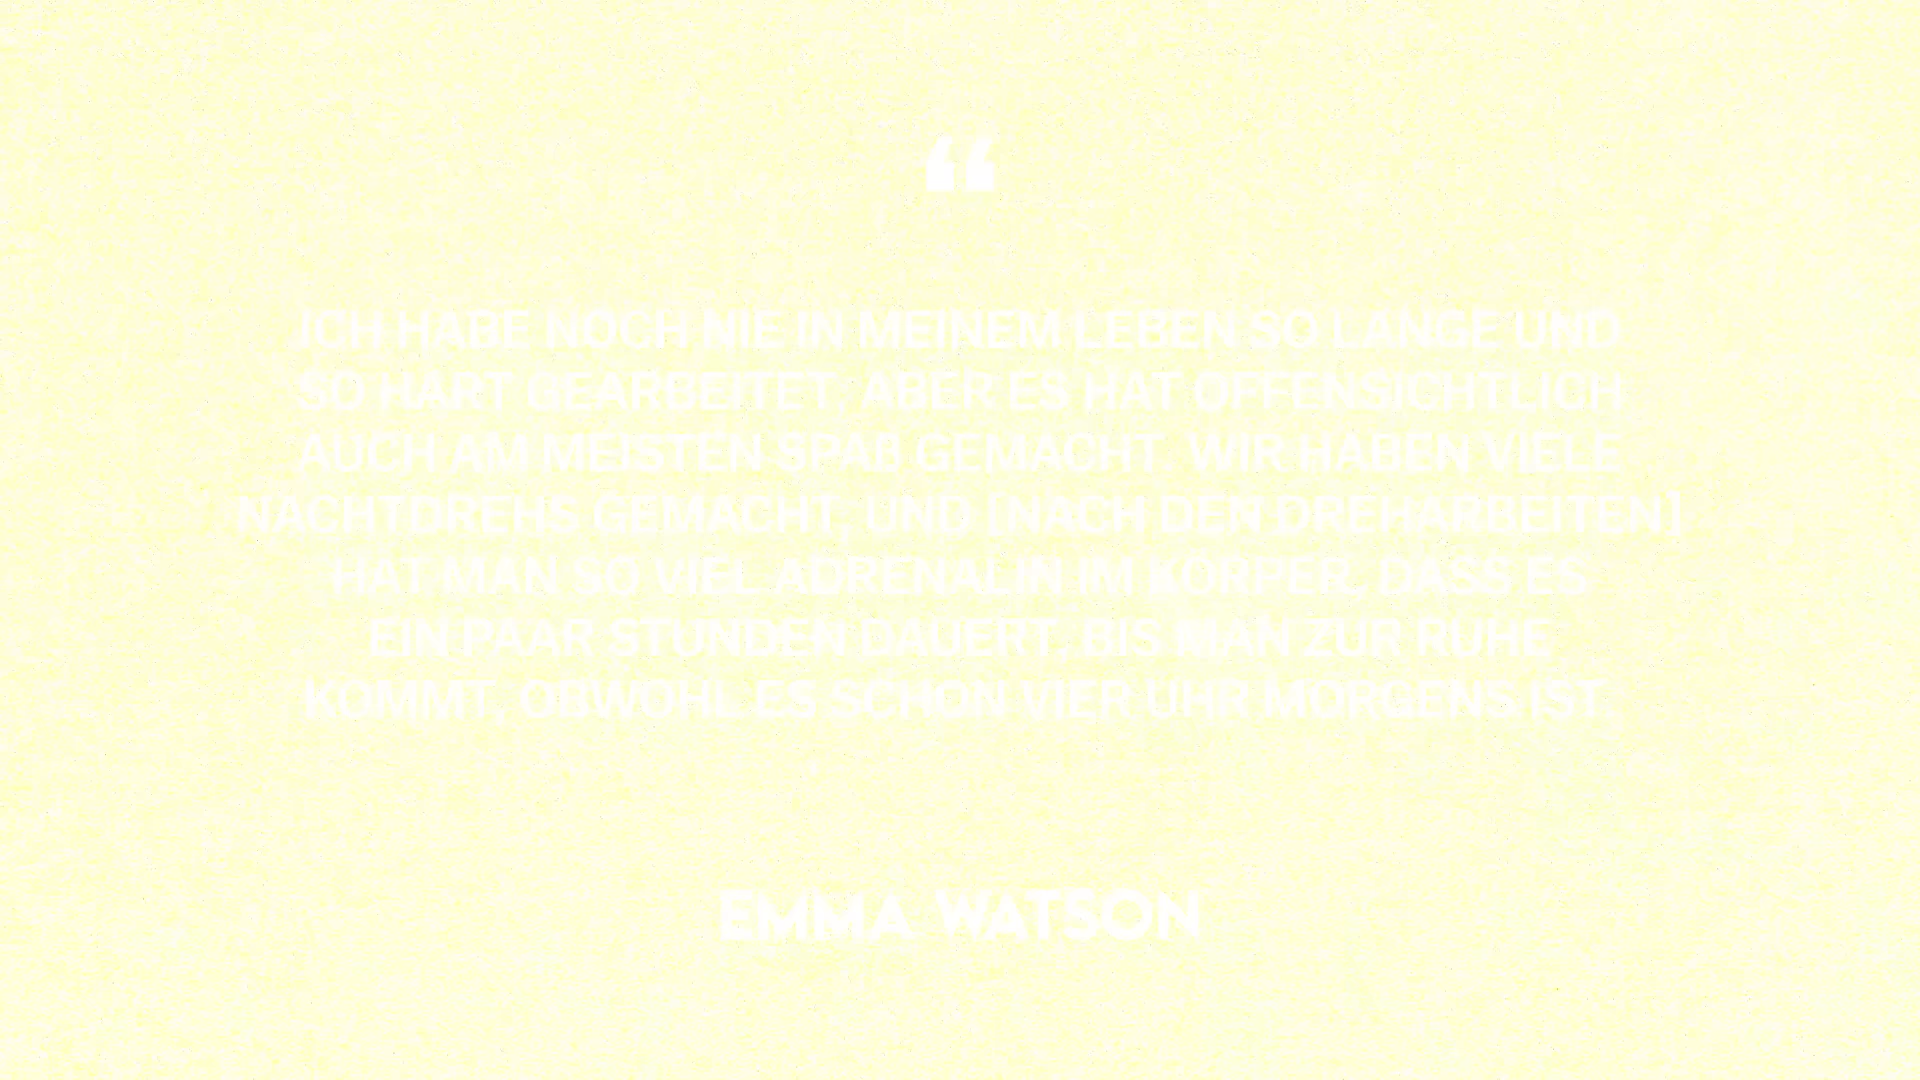 “
ICH HABE NOCH NIE IN MEINEM LEBEN SO LANGE UND
SO HART GEARBEITET, ABER ES HAT OFFENSICHTLICH
AUCH AM MEISTEN SPAß GEMACHT. WIR HABEN VIELE
NACHTDREHS GEMACHT, UND [NACH DEN DREHARBEITEN]
HAT MAN SO VIEL ADRENALIN IM KÖRPER, DASS ES
EIN PAAR STUNDEN DAUERT, BIS MAN ZUR RUHE
KOMMT, OBWOHL ES SCHON VIER UHR MORGENS IST.
EMMA WATSON